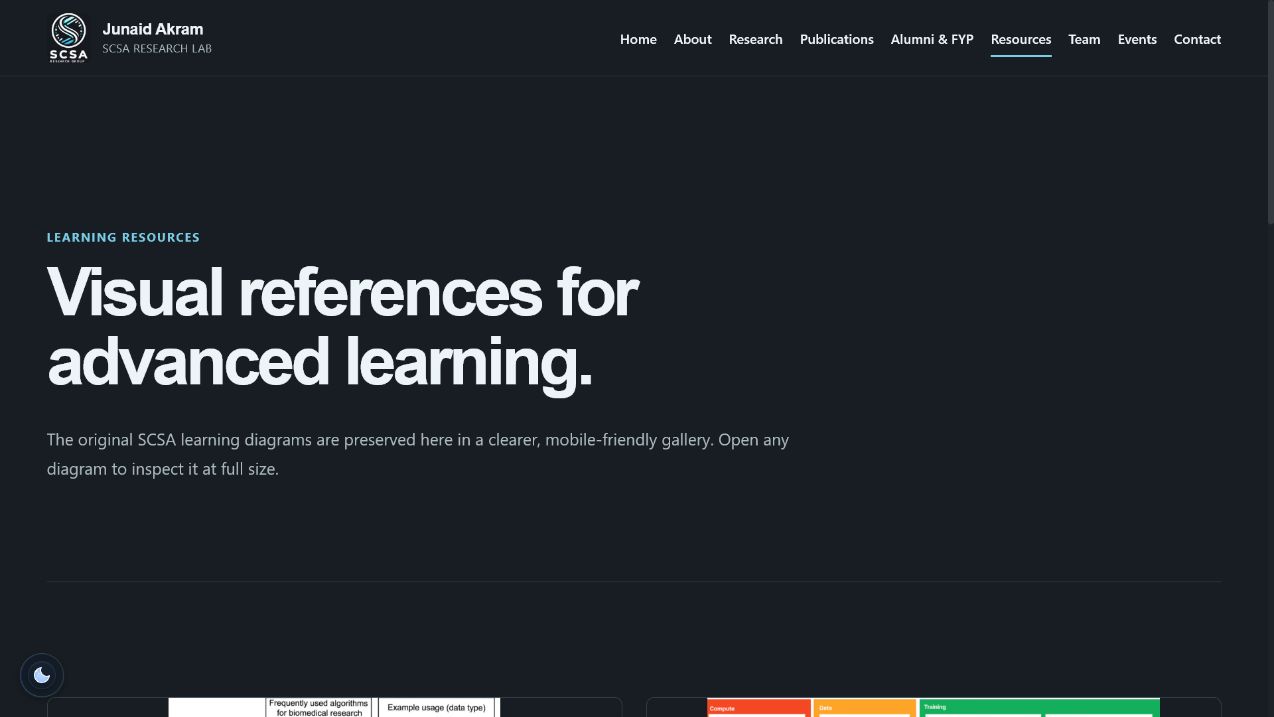 SCSA
RESEARCH GROUP
Junaid Akram
SCSA RESEARCH LAB
Home
About
Research
Publications
Alumni & FYP
Resources
Team
Events
Contact
LEARNING RESOURCES
Visual references for
advanced learning.
The original SCSA learning diagrams are preserved here in a clearer, mobile-friendly gallery. Open any
diagram to inspect it at full size.
Frequently used algorithms
for biomedical research
Example usage (data type)
Compute
Data
Training